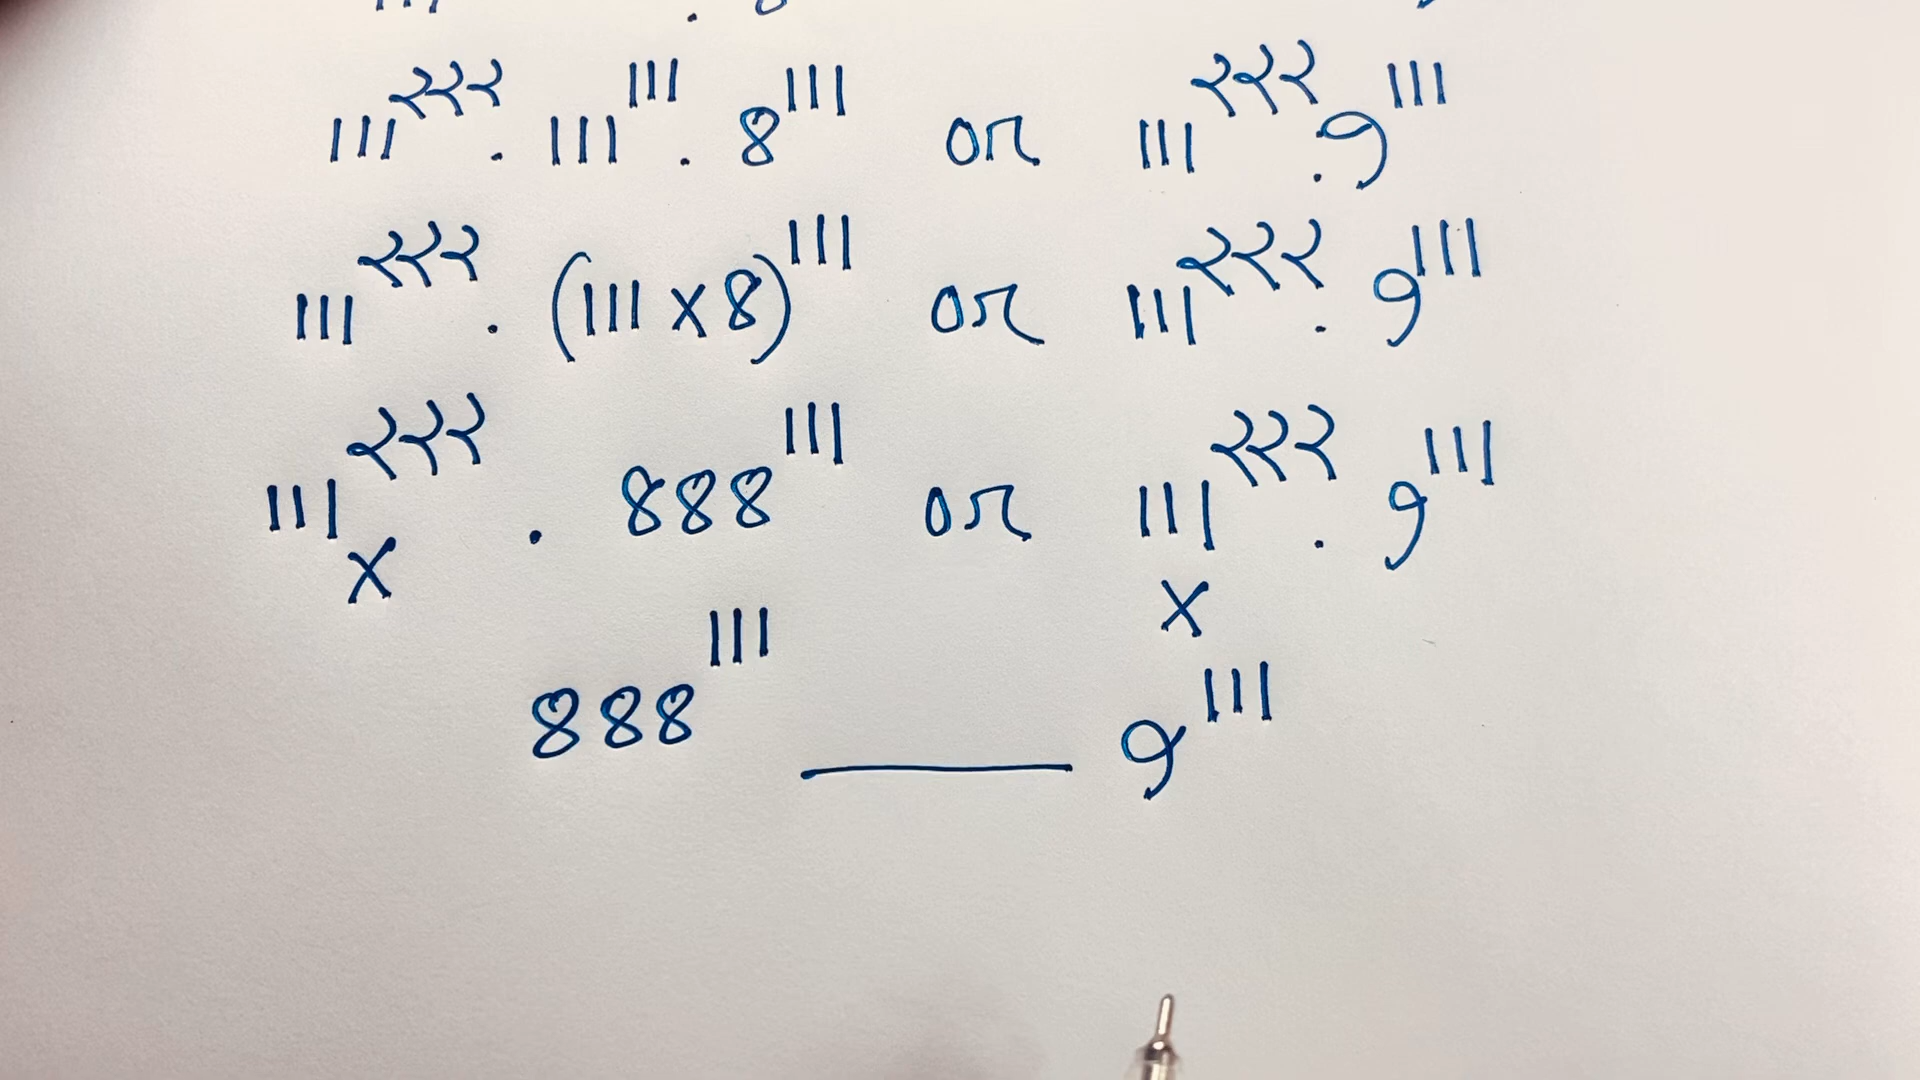 111^222 . 111^111 . 8^111 or 111^222 . 9^111
111^222 . (111 x 8)^111 or 111^222 . 9^111
111^222 . 888^111 or 111^222 . 9^111
x x
888^111 ____ 9^111